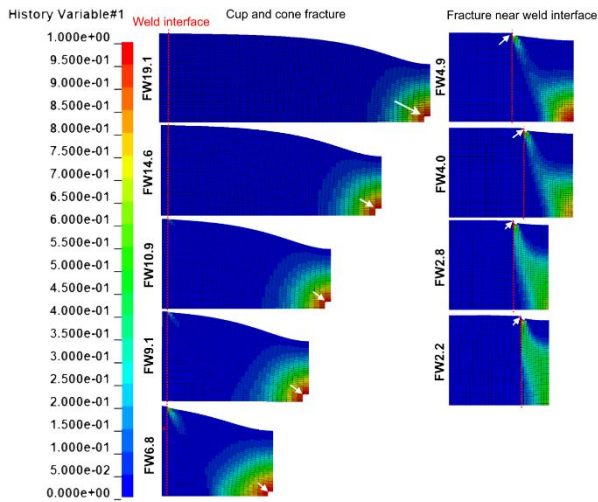 History Variable#1
1.000e+00
9.500e-01
9.000e-01
8.500e-01
8.000e-01
7.500e-01
7.000e-01
6.500e-01
6.000e-01
5.500e-01
5.000e-01
4.500e-01
4.000e-01
3.500e-01
3.000e-01
2.500e-01
2.000e-01
1.500e-01
1.000e-01
5.000e-02
0.000e+00
Weld interface
Cup and cone fracture
FW19.1
FW14.6
FW10.9
FW9.1
FW6.8
Fracture near weld interface
FW4.9
FW4.0
FW2.8
FW2.2